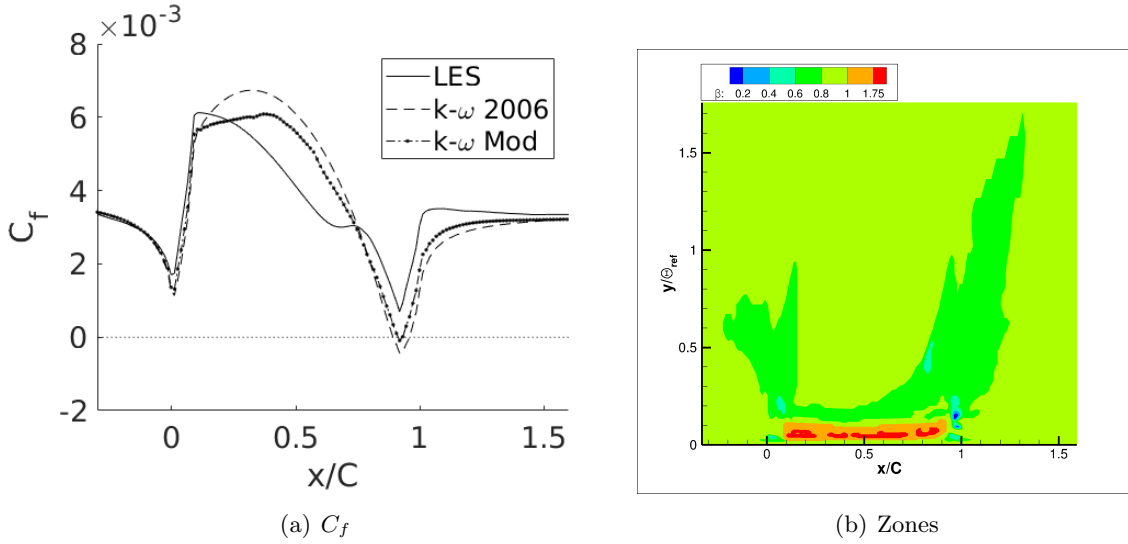 × 10⁻³
8
6
4
2
0
-2
C_f
0 0.5 1 1.5
x/C
LES
k-ω 2006
k-ω Mod
(a) C_f
β: 0.2 0.4 0.6 0.8 1 1.75
1.5
1
0.5
0
y/Θ_ref
0 0.5 1 1.5
x/C
(b) Zones